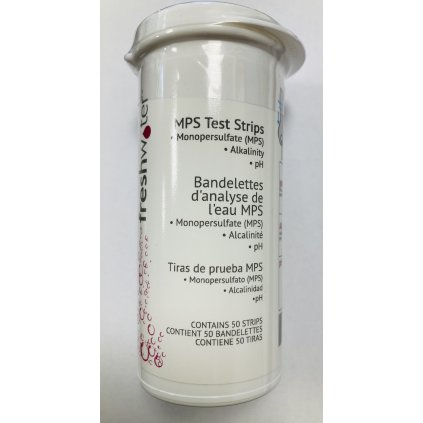 freshwater
MPS Test Strips
• Monopersulfate (MPS)
• Alkalinity
• pH
Bandelettes
d'analyse de
l'eau MPS
• Monopersulfate (MPS)
• Alcalinité
• pH
Tiras de prueba MPS
• Monopersulfato (MPS)
• Alcalinidad
•pH
CONTAINS 50 STRIPS
CONTIENT 50 BANDELETTES
CONTIENE 50 TIRAS